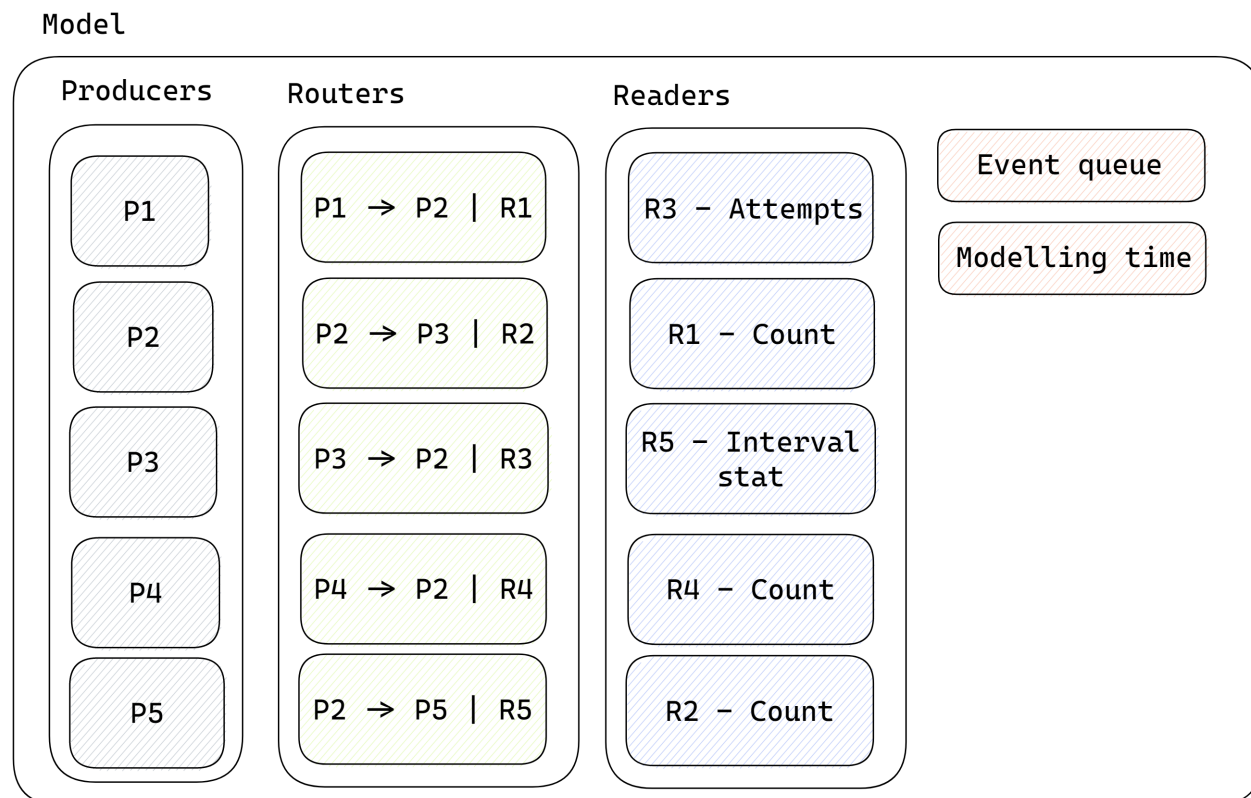 Model
Producers
P1
P2
P3
P4
P5
Routers
P1 → P2 | R1
P2 → P3 | R2
P3 → P2 | R3
P4 → P2 | R4
P2 → P5 | R5
Readers
R3 – Attempts
R1 – Count
R5 – Interval
stat
R4 – Count
R2 – Count
Event queue
Modelling time